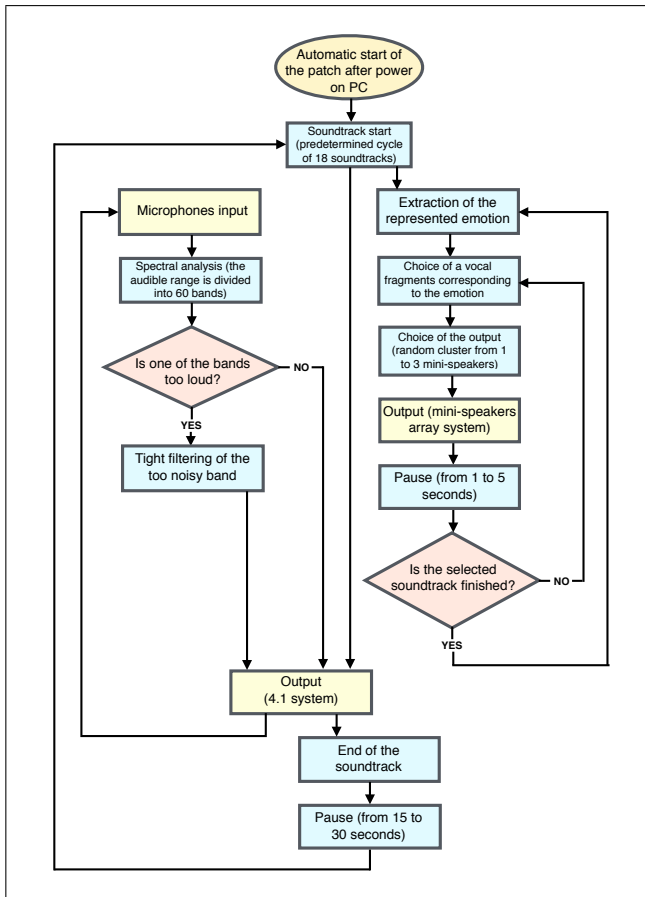 Automatic start of
the patch after power
on PC
Soundtrack start
(predetermined cycle
of 18 soundtracks)
Microphones input
Extraction of the
represented emotion
Spectral analysis (the
audible range is divided
into 60 bands)
Choice of a vocal
fragments corresponding
to the emotion
Is one of the bands
too loud?
NO
YES
Choice of the output
(random cluster from 1
to 3 mini-speakers)
Output (mini-speakers
array system)
Tight filtering of the
too noisy band
Pause (from 1 to 5
seconds)
Is the selected
soundtrack finished?
NO
YES
Output
(4.1 system)
End of the
soundtrack
Pause (from 15 to
30 seconds)